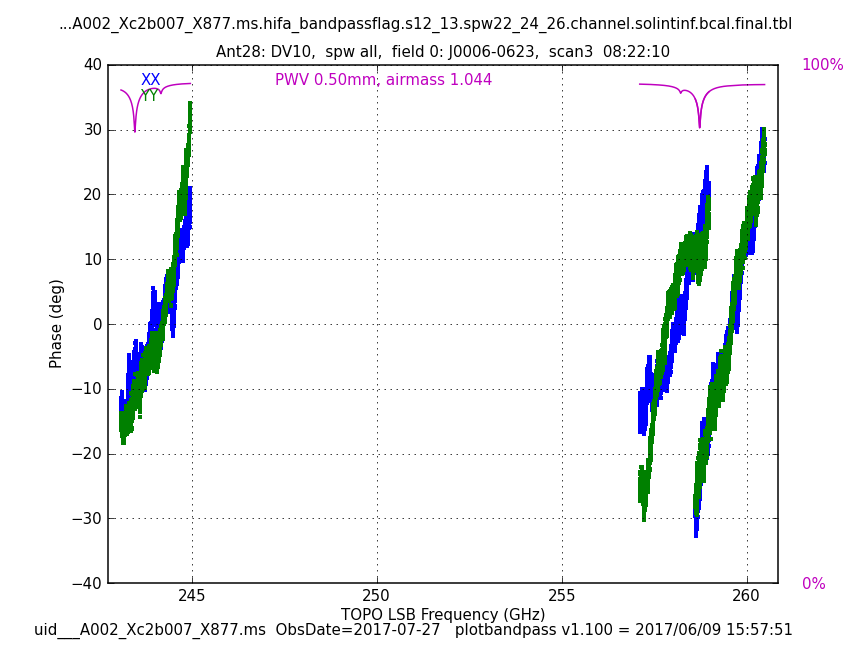 ...A002_Xc2b007_X877.ms.hifa_bandpassflag.s12_13.spw22_24_26.channel.solintinf.bcal.final.tbl
Ant28: DV10,  spw all,  field 0: J0006-0623,  scan3  08:22:10
XX
YY
PWV 0.50mm, airmass 1.044
100%
0%
40
30
20
10
0
−10
−20
−30
−40
Phase (deg)
245 250 255 260
TOPO LSB Frequency (GHz)
uid___A002_Xc2b007_X877.ms  ObsDate=2017-07-27   plotbandpass v1.100 = 2017/06/09 15:57:51